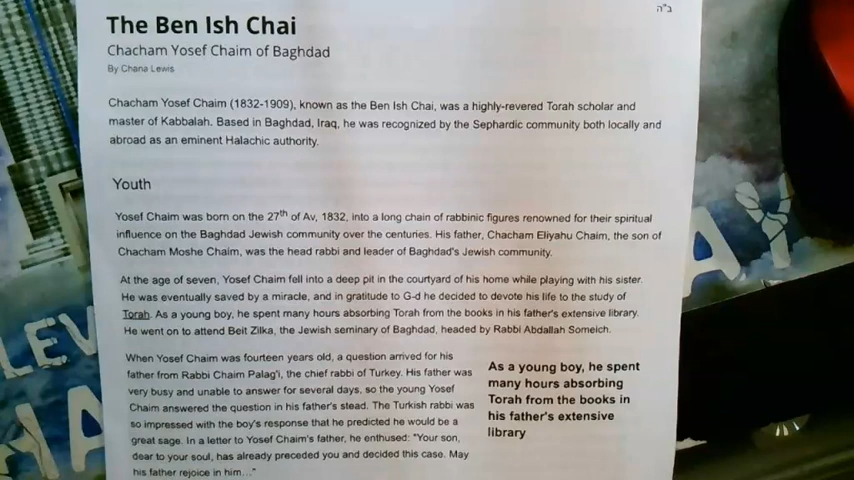 ב"ה
The Ben Ish Chai
Chacham Yosef Chaim of Baghdad
By Chana Lewis
Chacham Yosef Chaim (1832-1909), known as the Ben Ish Chai, was a highly-revered Torah scholar and
master of Kabbalah. Based in Baghdad, Iraq, he was recognized by the Sephardic community both locally and
abroad as an eminent Halachic authority.
Youth
Yosef Chaim was born on the 27th of Av, 1832, into a long chain of rabbinic figures renowned for their spiritual
influence on the Baghdad Jewish community over the centuries. His father, Chacham Eliyahu Chaim, the son of
Chacham Moshe Chaim, was the head rabbi and leader of Baghdad's Jewish community.
At the age of seven, Yosef Chaim fell into a deep pit in the courtyard of his home while playing with his sister.
He was eventually saved by a miracle, and in gratitude to G-d he decided to devote his life to the study of
Torah. As a young boy, he spent many hours absorbing Torah from the books in his father's extensive library.
He went on to attend Beit Zilka, the Jewish seminary of Baghdad, headed by Rabbi Abdallah Someich.
When Yosef Chaim was fourteen years old, a question arrived for his
father from Rabbi Chaim Palag'i, the chief rabbi of Turkey. His father was
very busy and unable to answer for several days, so the young Yosef
Chaim answered the question in his father's stead. The Turkish rabbi was
so impressed with the boy's response that he predicted he would be a
great sage. In a letter to Yosef Chaim's father, he enthused: "Your son,
dear to your soul, has already preceded you and decided this case. May
his father rejoice in him..."
As a young boy, he spent
many hours absorbing
Torah from the books in
his father's extensive
library
LEV